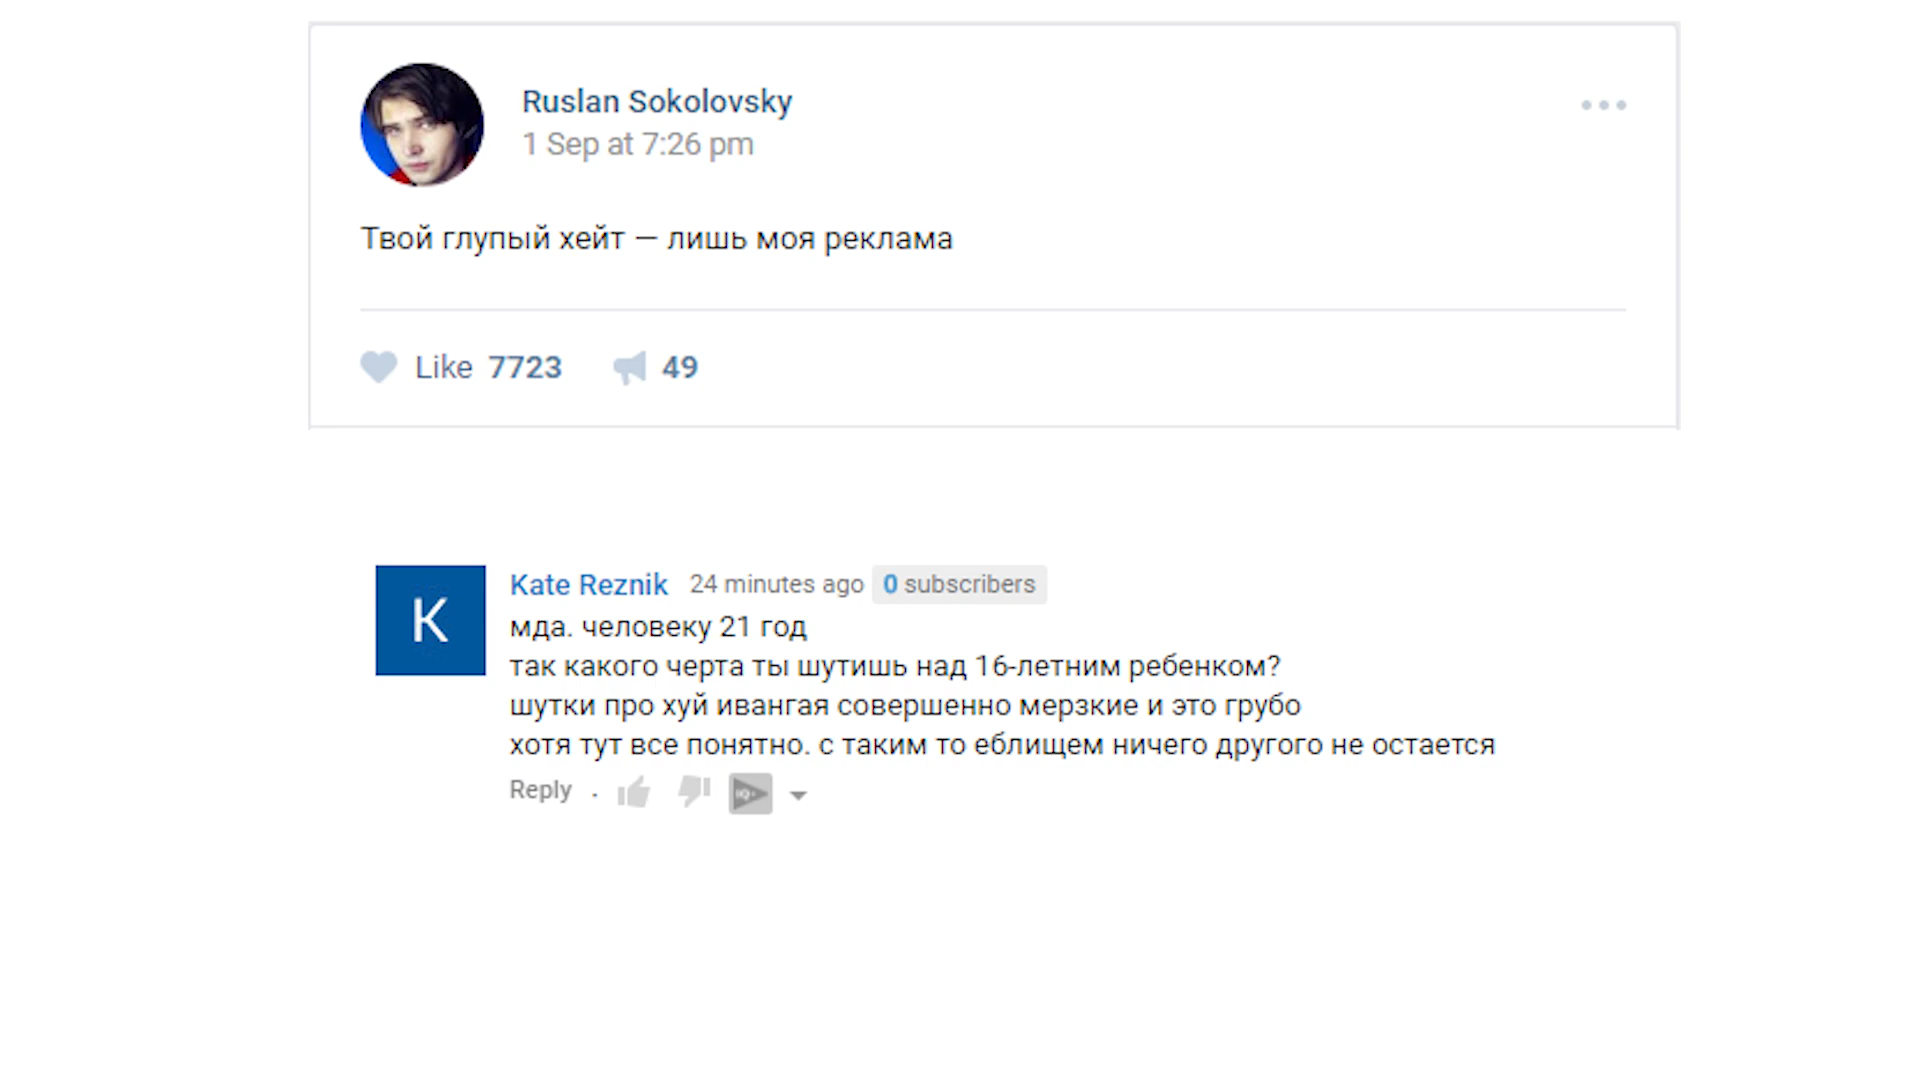 Ruslan Sokolovsky
1 Sep at 7:26 pm
Твой глупый хейт — лишь моя реклама
Like 7723 49
K
Kate Reznik 24 minutes ago 0 subscribers
мда. человеку 21 год
так какого черта ты шутишь над 16-летним ребенком?
шутки про хуй ивангая совершенно мерзкие и это грубо
хотя тут все понятно. с таким то еблищем ничего другого не остается
Reply .